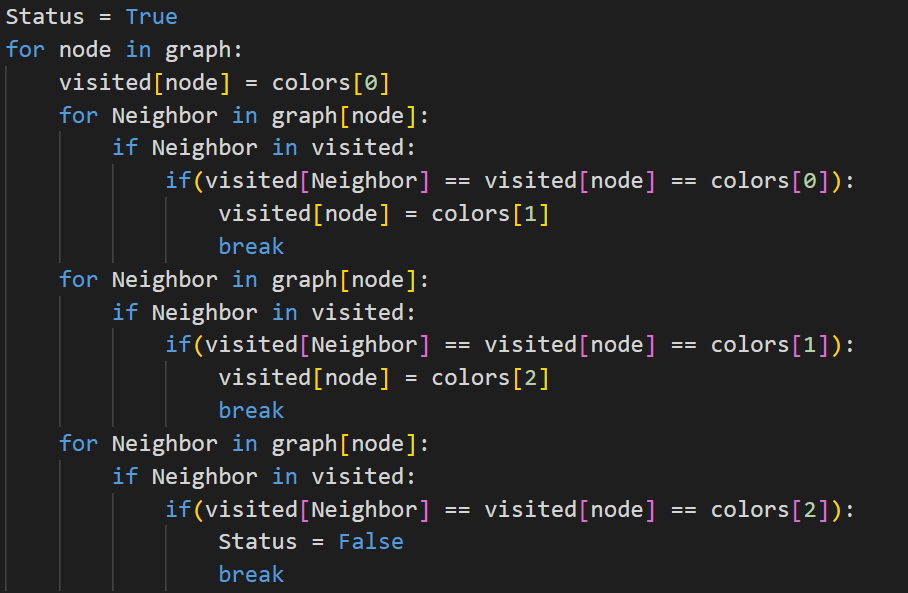 Status = True
for node in graph:
    visited[node] = colors[0]
    for Neighbor in graph[node]:
        if Neighbor in visited:
            if(visited[Neighbor] == visited[node] == colors[0]):
                visited[node] = colors[1]
                break
    for Neighbor in graph[node]:
        if Neighbor in visited:
            if(visited[Neighbor] == visited[node] == colors[1]):
                visited[node] = colors[2]
                break
    for Neighbor in graph[node]:
        if Neighbor in visited:
            if(visited[Neighbor] == visited[node] == colors[2]):
                Status = False
                break